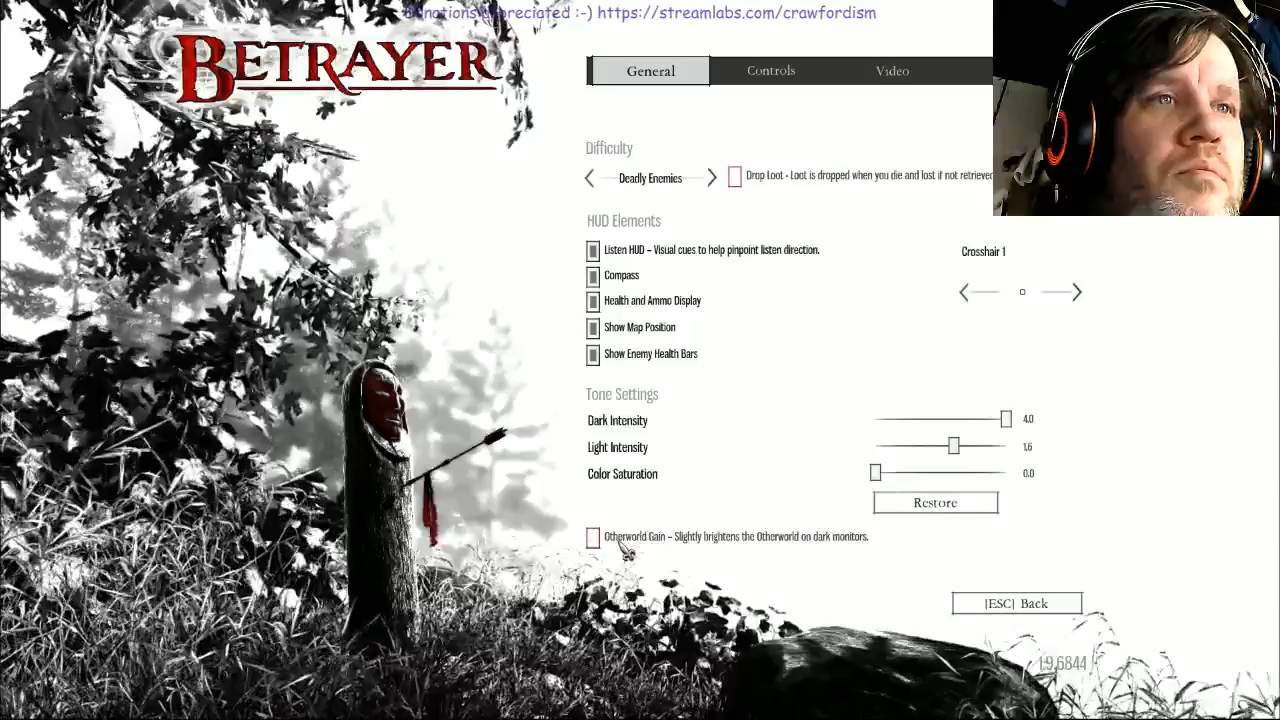 Donations Appreciated :-) https://streamlabs.com/crawfordism
BETRAYER
General
Controls
Video
Difficulty
Deadly Enemies
Drop Loot - Loot is dropped when you die and lost if not retrieved
HUD Elements
Listen HUD – Visual cues to help pinpoint listen direction.
Crosshair 1
Compass
Health and Ammo Display
Show Map Position
Show Enemy Health Bars
Tone Settings
Dark Intensity
4.0
Light Intensity
1.6
Color Saturation
0.0
Restore
Otherworld Gain – Slightly brightens the Otherworld on dark monitors.
[ESC] Back
1.9.6844